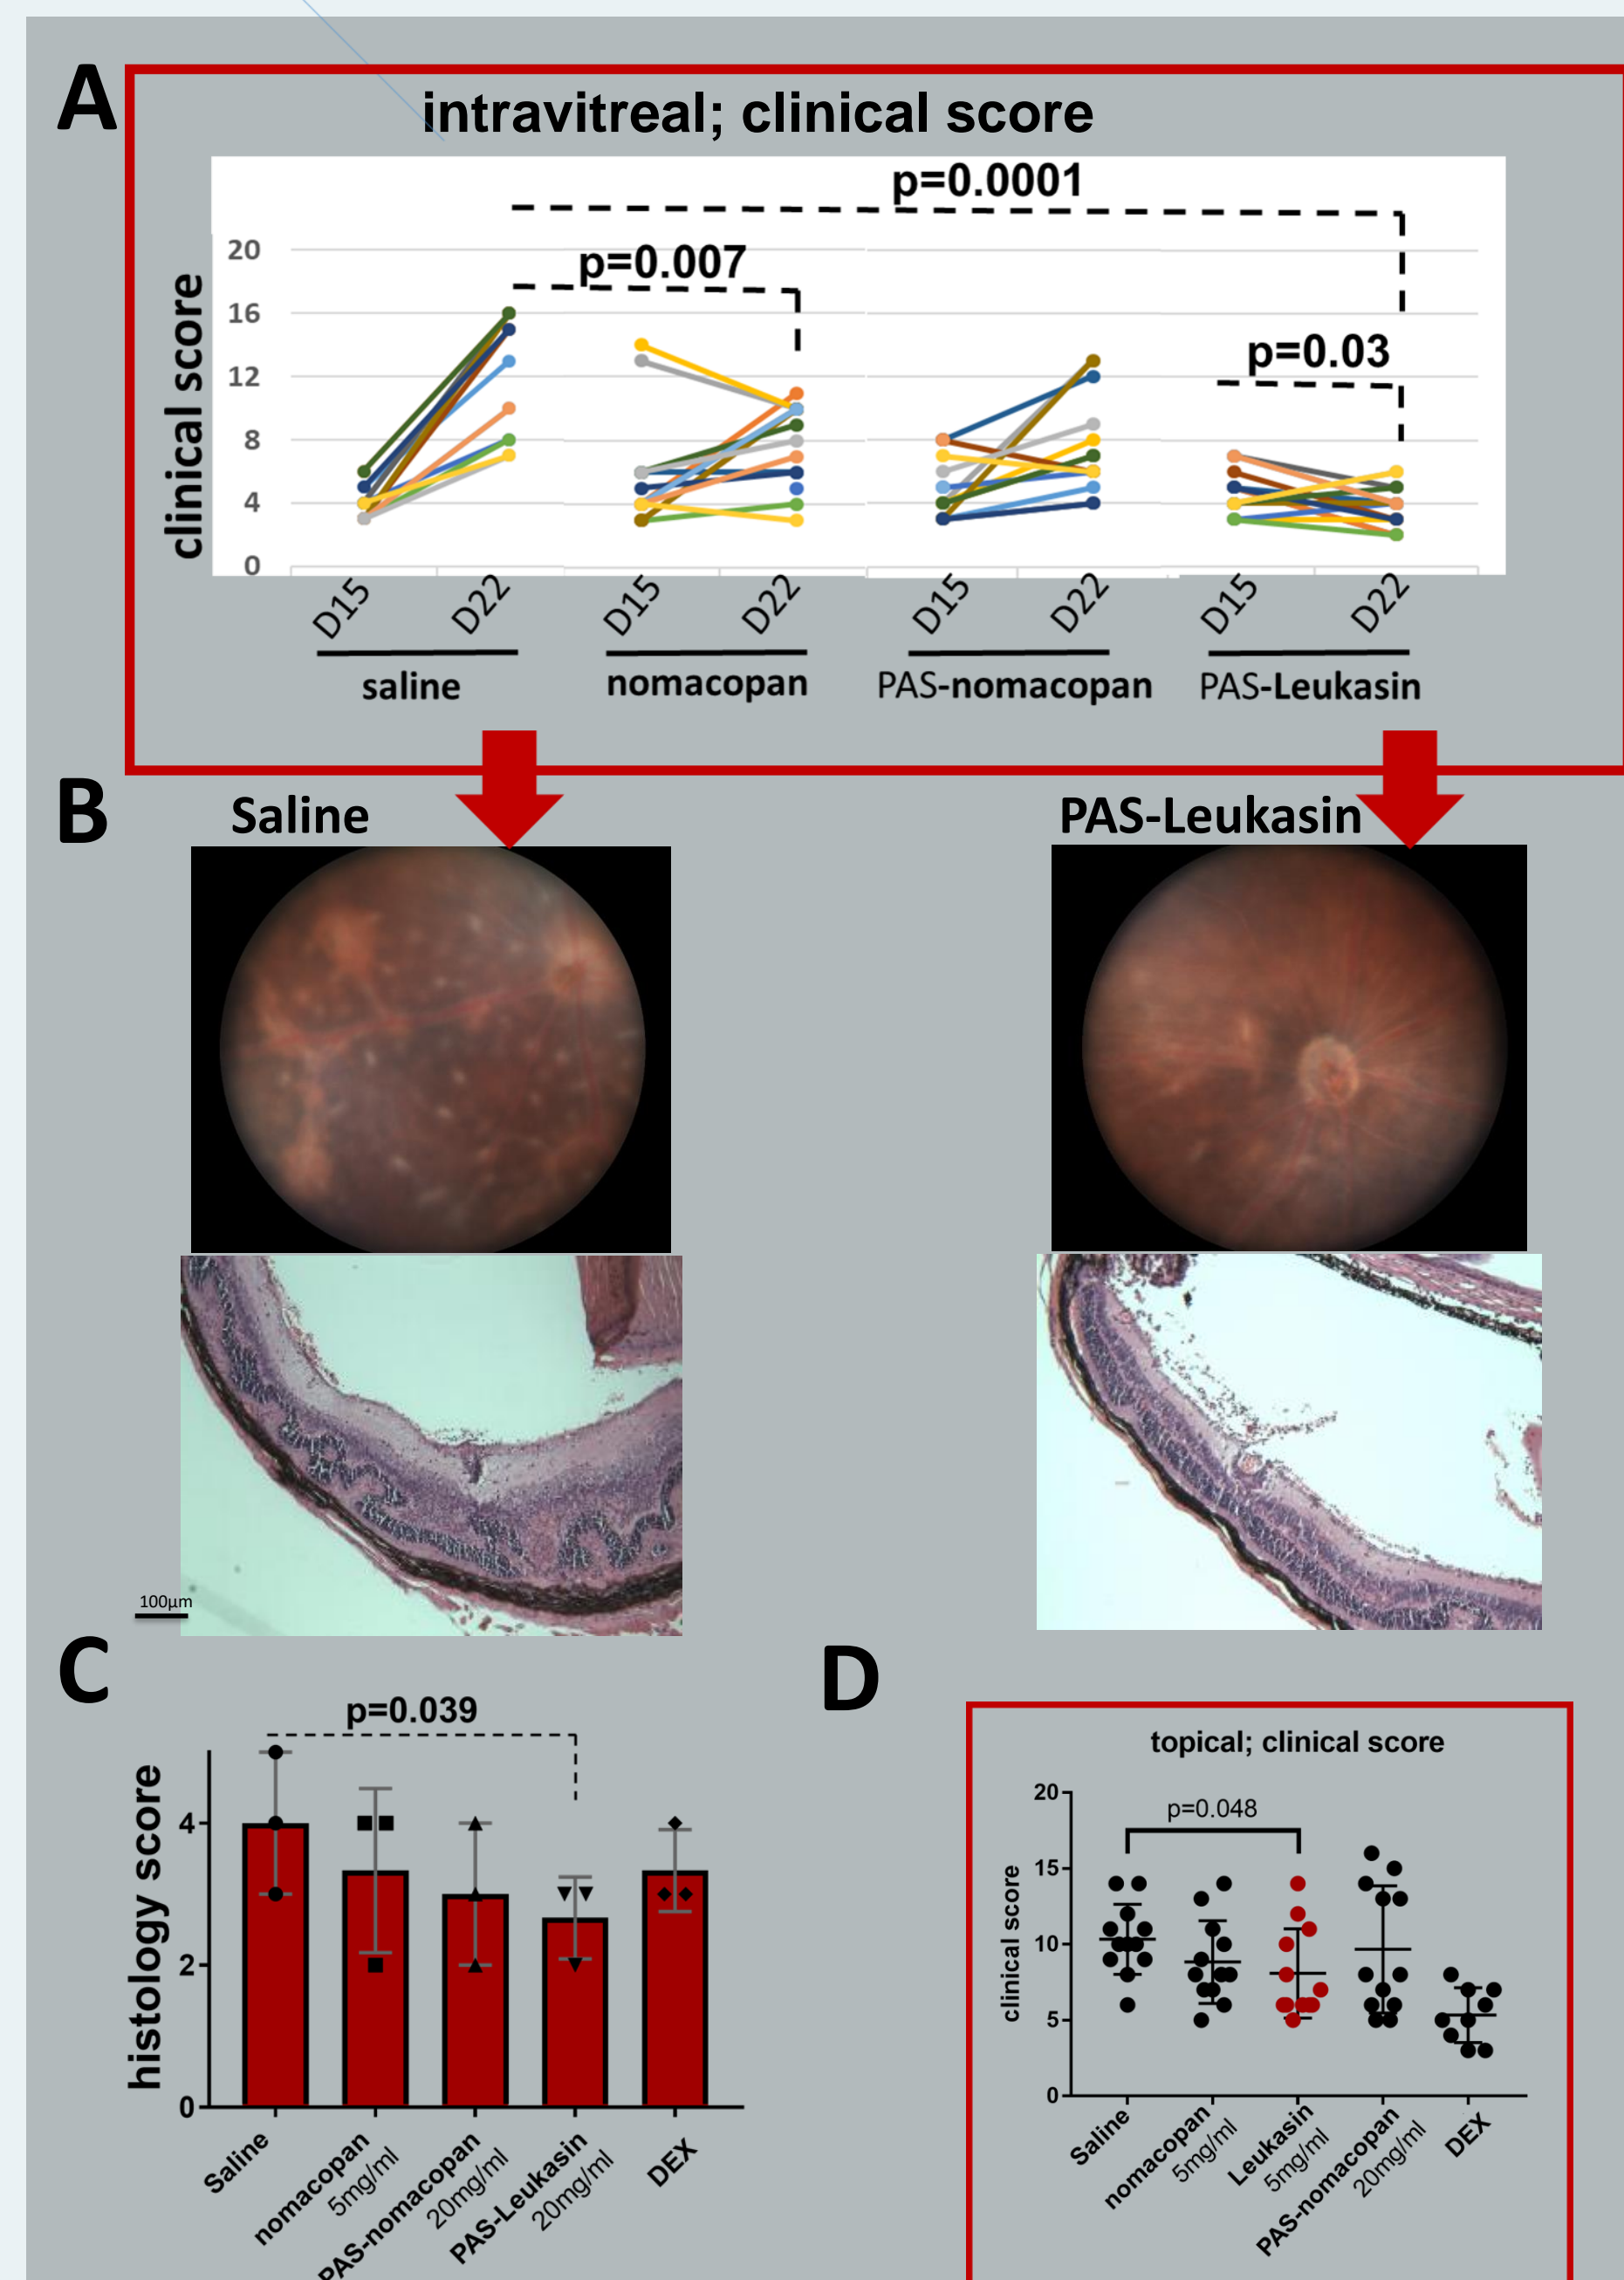 A
intravitreal; clinical score
p=0.0001
p=0.007
p=0.03
clinical score
20
16
12
8
4
0
D15 D22 D15 D22 D15 D22 D15 D22
saline nomacopan PAS-nomacopan PAS-Leukasin
B
Saline PAS-Leukasin
100µm
C
p=0.039
histology score
4
2
0
Saline
nomacopan
5mg/ml
PAS-nomacopan
20mg/ml
PAS-Leukasin
20mg/ml
DEX
D
topical; clinical score
p=0.048
clinical score
20
15
10
5
0
Saline
nomacopan
5mg/ml
Leukasin
5mg/ml
PAS-nomacopan
20mg/ml
DEX